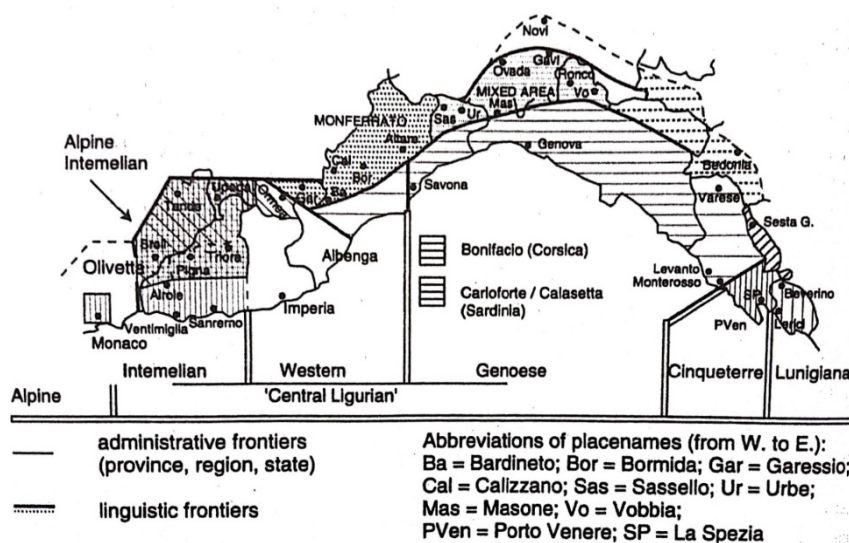 Novi
Ovada
Gavi
Ronco
MIXED AREA
Mas
Vo
MONFERRATO
Sas
Ur
Altare
Genova
Alpine
Intemelian
Cal
Bor
Bedonia
Savona
Varese
Tenda
Upega
Ormea
Gar
Ba
Sesta G.
Breil
Triora
Bonifacio (Corsica)
Albenga
Olivetta
Pigna
Levanto
Carloforte / Calasetta
(Sardinia)
Airole
Monterosso
Beverino
SP
Imperia
Sanremo
Ventimiglia
PVen
Lerici
Monaco
Intemelian
Western
Genoese
Cinqueterre
Lunigiana
Alpine
'Central Ligurian'
administrative frontiers
(province, region, state)
linguistic frontiers
Abbreviations of placenames (from W. to E.):
Ba = Bardineto; Bor = Bormida; Gar = Garessio;
Cal = Calizzano; Sas = Sassello; Ur = Urbe;
Mas = Masone; Vo = Vobbia;
PVen = Porto Venere; SP = La Spezia